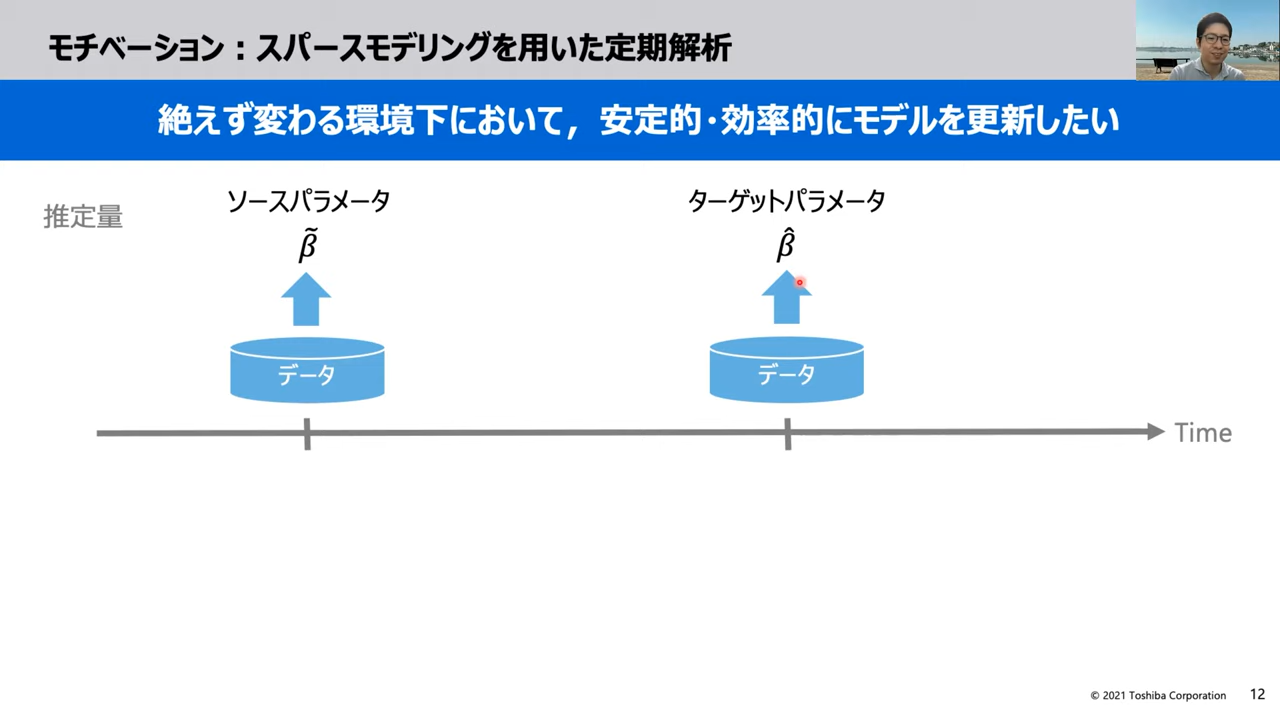 モチベーション：スパースモデリングを用いた定期解析
絶えず変わる環境下において，安定的・効率的にモデルを更新したい
推定量
ソースパラメータ
β̃
ターゲットパラメータ
β̂
データ
データ
Time
© 2021 Toshiba Corporation
12